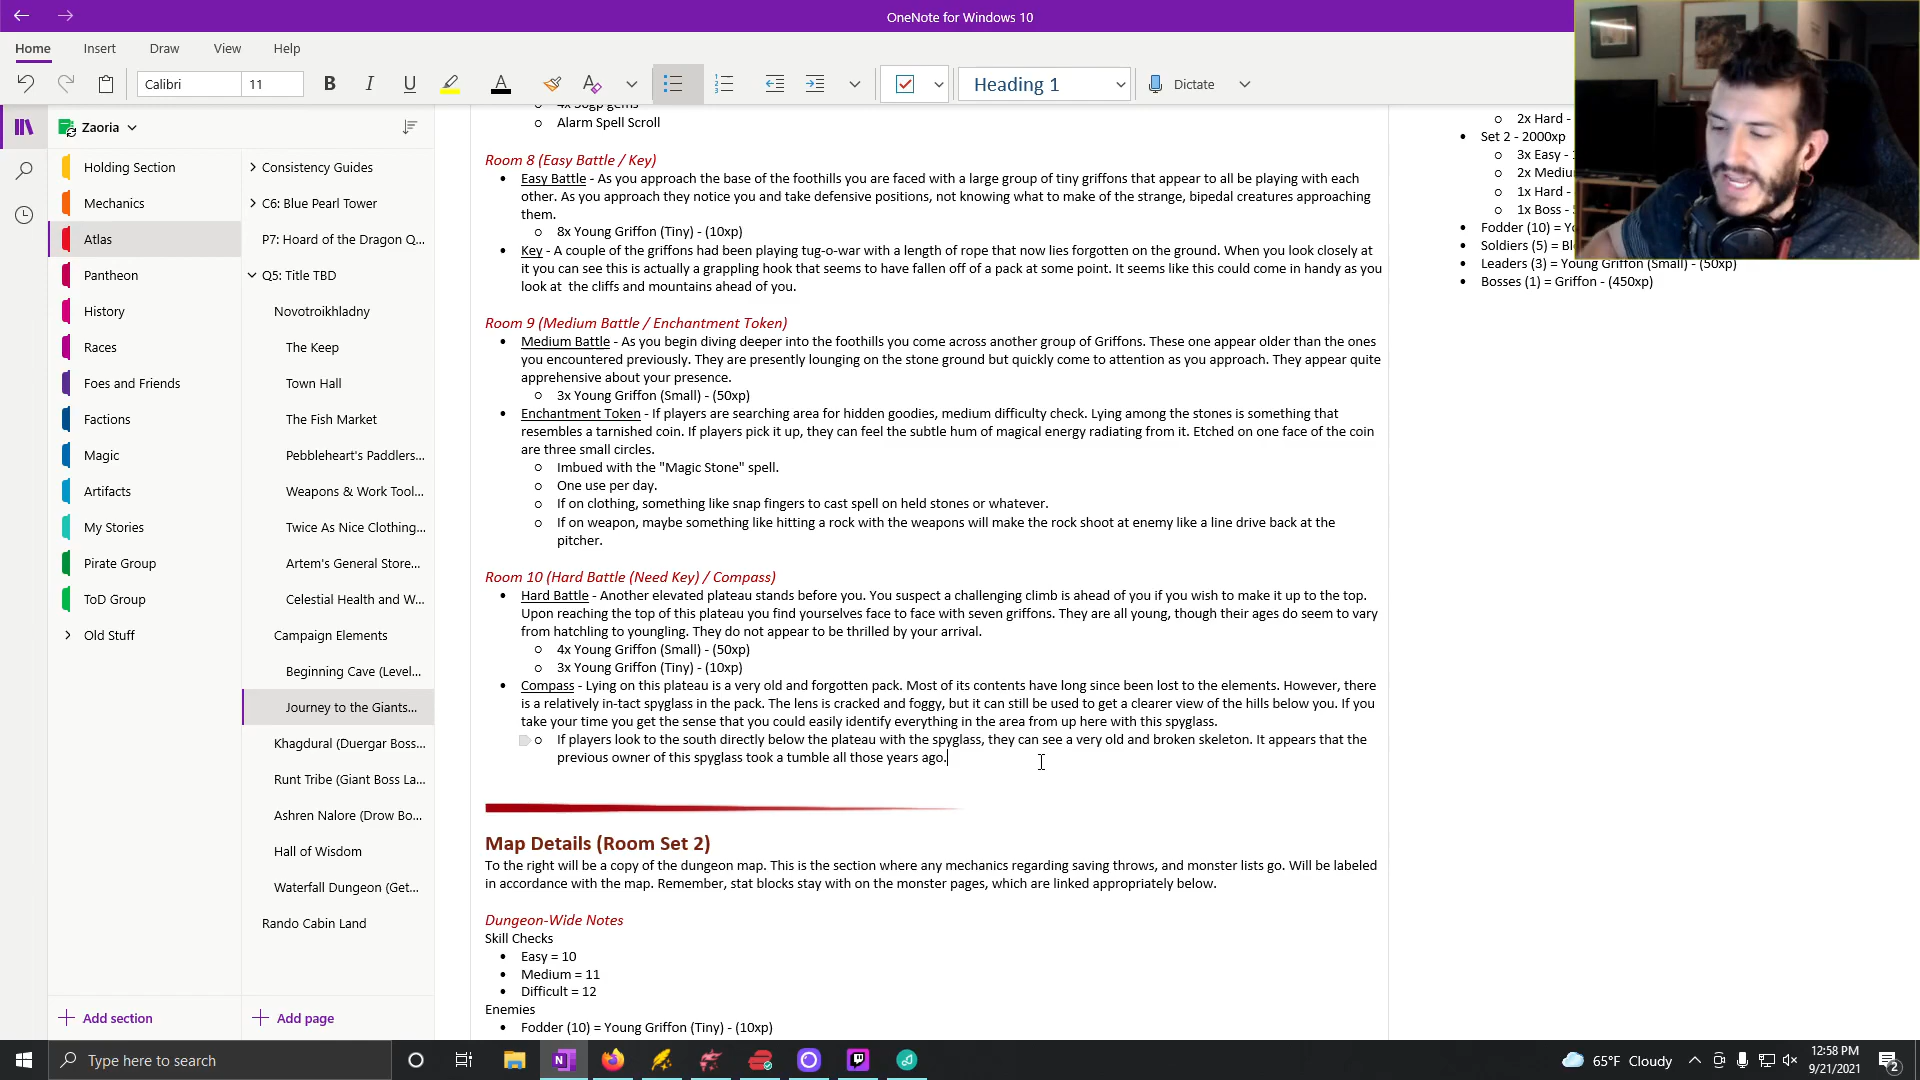 OneNote for Windows 10
Home
Insert
Draw
View
Help
Calibri
11
B
I
U
A
A
Heading 1
Dictate
Zaoria
Holding Section
Mechanics
Atlas
Pantheon
History
Races
Foes and Friends
Factions
Magic
Artifacts
My Stories
Pirate Group
ToD Group
Old Stuff
Add section
Consistency Guides
C6: Blue Pearl Tower
P7: Hoard of the Dragon Q...
Q5: Title TBD
Novotroikhladny
The Keep
Town Hall
The Fish Market
Pebbleheart's Paddlers...
Weapons & Work Tool...
Twice As Nice Clothing...
Artem's General Store...
Celestial Health and W...
Campaign Elements
Beginning Cave (Level...
Journey to the Giants...
Khagdural (Duergar Boss...
Runt Tribe (Giant Boss La...
Ashren Nalore (Drow Bo...
Hall of Wisdom
Waterfall Dungeon (Get...
Rando Cabin Land
Add page
4x 50gp gems
Alarm Spell Scroll
Room 8 (Easy Battle / Key)
Easy Battle - As you approach the base of the foothills you are faced with a large group of tiny griffons that appear to all be playing with each
other. As you approach they notice you and take defensive positions, not knowing what to make of the strange, bipedal creatures approaching
them.
8x Young Griffon (Tiny) - (10xp)
Key - A couple of the griffons had been playing tug-o-war with a length of rope that now lies forgotten on the ground. When you look closely at
it you can see this is actually a grappling hook that seems to have fallen off of a pack at some point. It seems like this could come in handy as you
look at the cliffs and mountains ahead of you.
Room 9 (Medium Battle / Enchantment Token)
Medium Battle - As you begin diving deeper into the foothills you come across another group of Griffons. These one appear older than the ones
you encountered previously. They are presently lounging on the stone ground but quickly come to attention as you approach. They appear quite
apprehensive about your presence.
3x Young Griffon (Small) - (50xp)
Enchantment Token - If players are searching area for hidden goodies, medium difficulty check. Lying among the stones is something that
resembles a tarnished coin. If players pick it up, they can feel the subtle hum of magical energy radiating from it. Etched on one face of the coin
are three small circles.
Imbued with the "Magic Stone" spell.
One use per day.
If on clothing, something like snap fingers to cast spell on held stones or whatever.
If on weapon, maybe something like hitting a rock with the weapons will make the rock shoot at enemy like a line drive back at the
pitcher.
Room 10 (Hard Battle (Need Key) / Compass)
Hard Battle - Another elevated plateau stands before you. You suspect a challenging climb is ahead of you if you wish to make it up to the top.
Upon reaching the top of this plateau you find yourselves face to face with seven griffons. They are all young, though their ages do seem to vary
from hatchling to youngling. They do not appear to be thrilled by your arrival.
4x Young Griffon (Small) - (50xp)
3x Young Griffon (Tiny) - (10xp)
Compass - Lying on this plateau is a very old and forgotten pack. Most of its contents have long since been lost to the elements. However, there
is a relatively in-tact spyglass in the pack. The lens is cracked and foggy, but it can still be used to get a clearer view of the hills below you. If you
take your time you get the sense that you could easily identify everything in the area from up here with this spyglass.
If players look to the south directly below the plateau with the spyglass, they can see a very old and broken skeleton. It appears that the
previous owner of this spyglass took a tumble all those years ago.
Map Details (Room Set 2)
To the right will be a copy of the dungeon map. This is the section where any mechanics regarding saving throws, and monster lists go. Will be labeled
in accordance with the map. Remember, stat blocks stay with on the monster pages, which are linked appropriately below.
Dungeon-Wide Notes
Skill Checks
Easy = 10
Medium = 11
Difficult = 12
Enemies
Fodder (10) = Young Griffon (Tiny) - (10xp)
2x Hard -
Set 2 - 2000xp
3x Easy -
2x Mediu
1x Hard -
1x Boss -
Fodder (10) = Yo
Soldiers (5) = Bl
Leaders (3) = Young Griffon (Small) - (50xp)
Bosses (1) = Griffon - (450xp)
Type here to search
65°F Cloudy
12:58 PM
9/21/2021
2